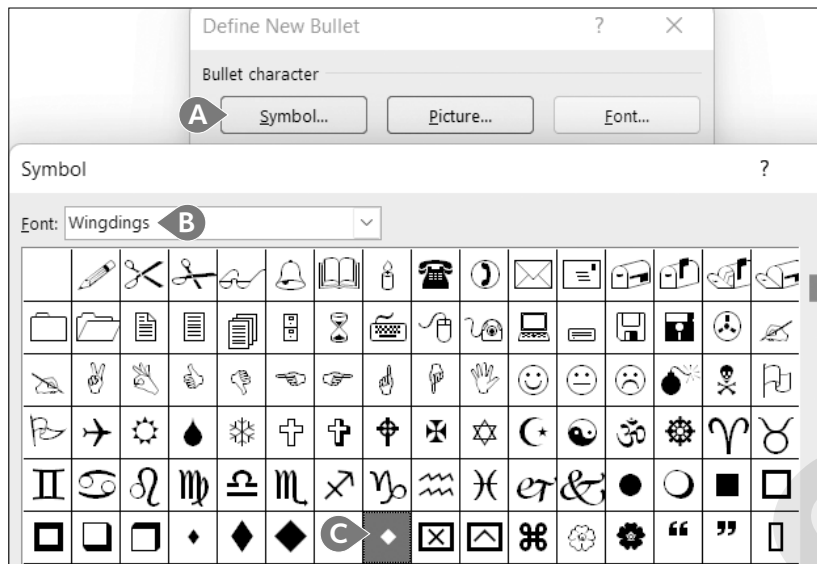 Define New Bullet ? ×
Bullet character
A Symbol... Picture... Font...
Symbol ?
Font: Wingdings B
C